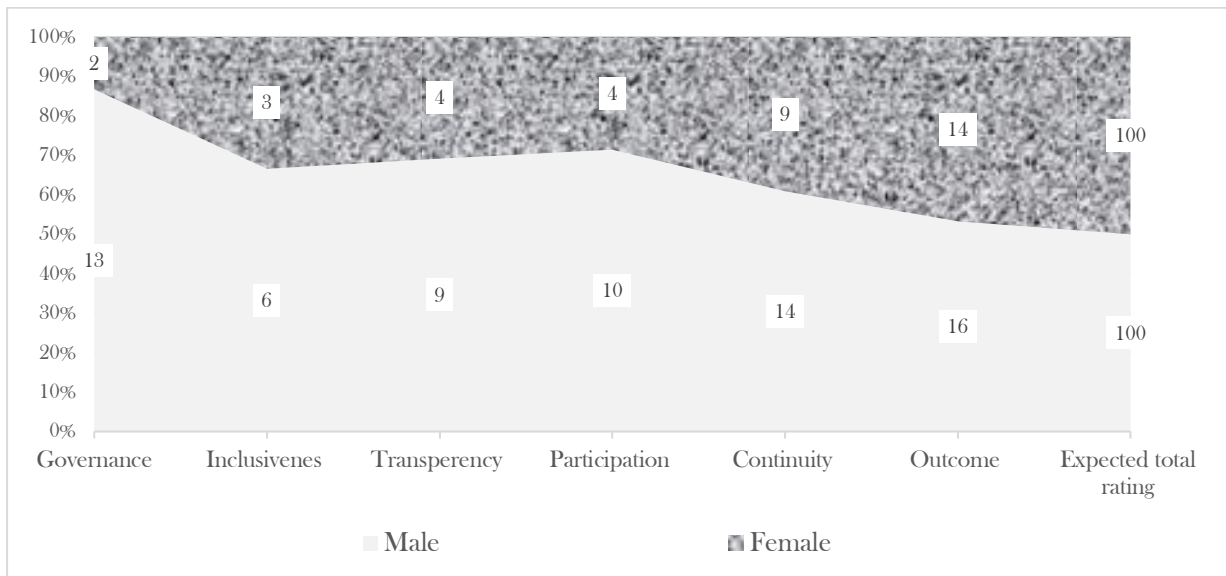 100%
90%
80%
70%
60%
50%
40%
30%
20%
10%
0%
2
3
4
4
9
14
100
13
6
9
10
14
16
100
Governance
Inclusivenes
Transperency
Participation
Continuity
Outcome
Expected total
rating
Male
Female